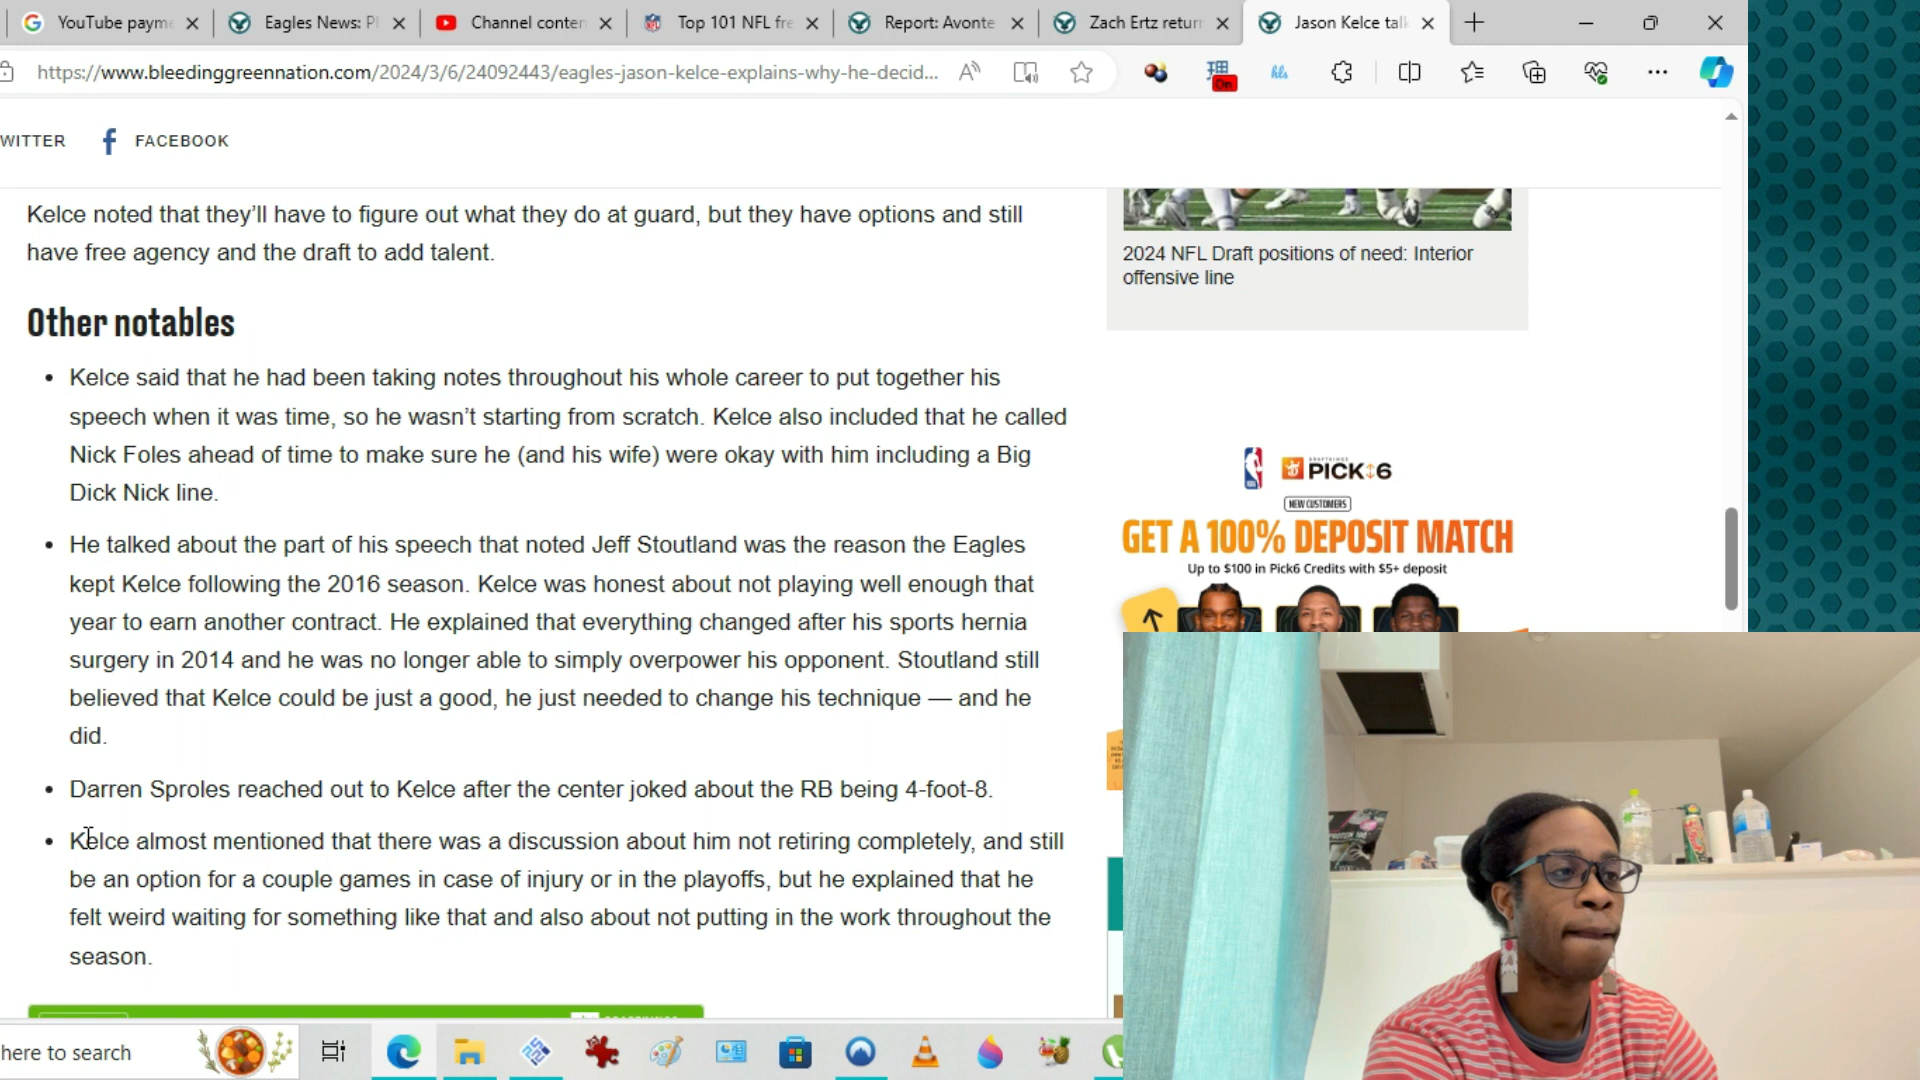 YouTube payme
Eagles News: Pl
Channel conten
Top 101 NFL fre
Report: Avonte
Zach Ertz return
Jason Kelce talk
https://www.bleedinggreennation.com/2024/3/6/24092443/eagles-jason-kelce-explains-why-he-decid...
On
hls
WITTER
FACEBOOK
Kelce noted that they’ll have to figure out what they do at guard, but they have options and still
have free agency and the draft to add talent.
Other notables
• Kelce said that he had been taking notes throughout his whole career to put together his
speech when it was time, so he wasn’t starting from scratch. Kelce also included that he called
Nick Foles ahead of time to make sure he (and his wife) were okay with him including a Big
Dick Nick line.
• He talked about the part of his speech that noted Jeff Stoutland was the reason the Eagles
kept Kelce following the 2016 season. Kelce was honest about not playing well enough that
year to earn another contract. He explained that everything changed after his sports hernia
surgery in 2014 and he was no longer able to simply overpower his opponent. Stoutland still
believed that Kelce could be just a good, he just needed to change his technique — and he
did.
• Darren Sproles reached out to Kelce after the center joked about the RB being 4-foot-8.
• Kelce almost mentioned that there was a discussion about him not retiring completely, and still
be an option for a couple games in case of injury or in the playoffs, but he explained that he
felt weird waiting for something like that and also about not putting in the work throughout the
season.
2024 NFL Draft positions of need: Interior
offensive line
PICK6
NEW CUSTOMERS
GET A 100% DEPOSIT MATCH
Up to $100 in Pick6 Credits with $5+ deposit
here to search